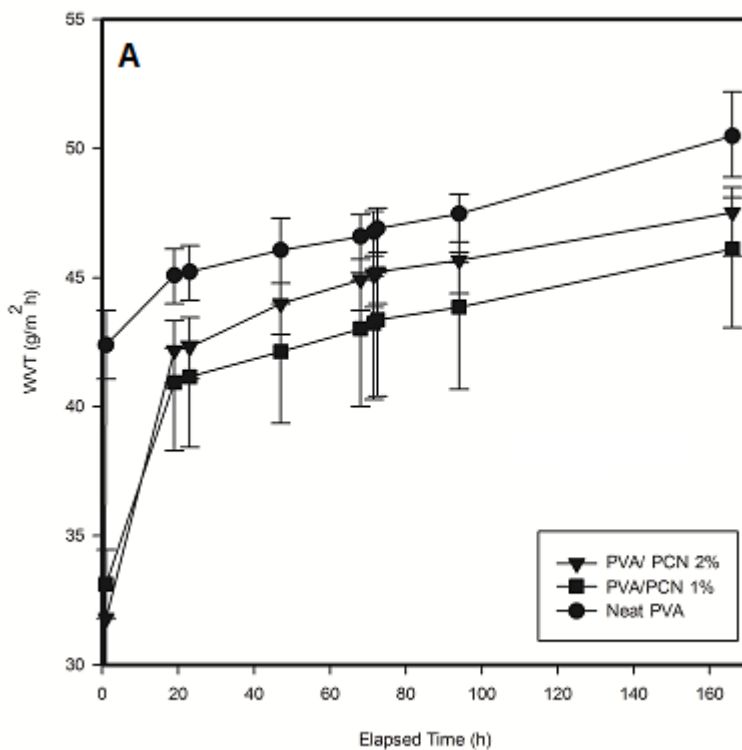 A
55
50
45
40
35
30
WVT (g/m² h)
0 20 40 60 80 100 120 140 160
Elapsed Time (h)
PVA/ PCN 2%
PVA/PCN 1%
Neat PVA